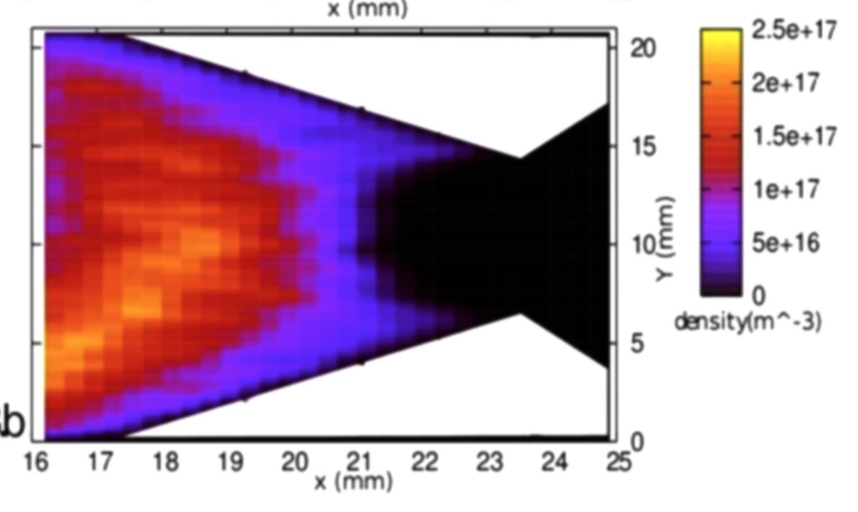 x (mm)
20
15
10
5
0
Y (mm)
2.5e+17
2e+17
1.5e+17
1e+17
5e+16
0
density(m^-3)
b
16 17 18 19 20 21 22 23 24 25
x (mm)